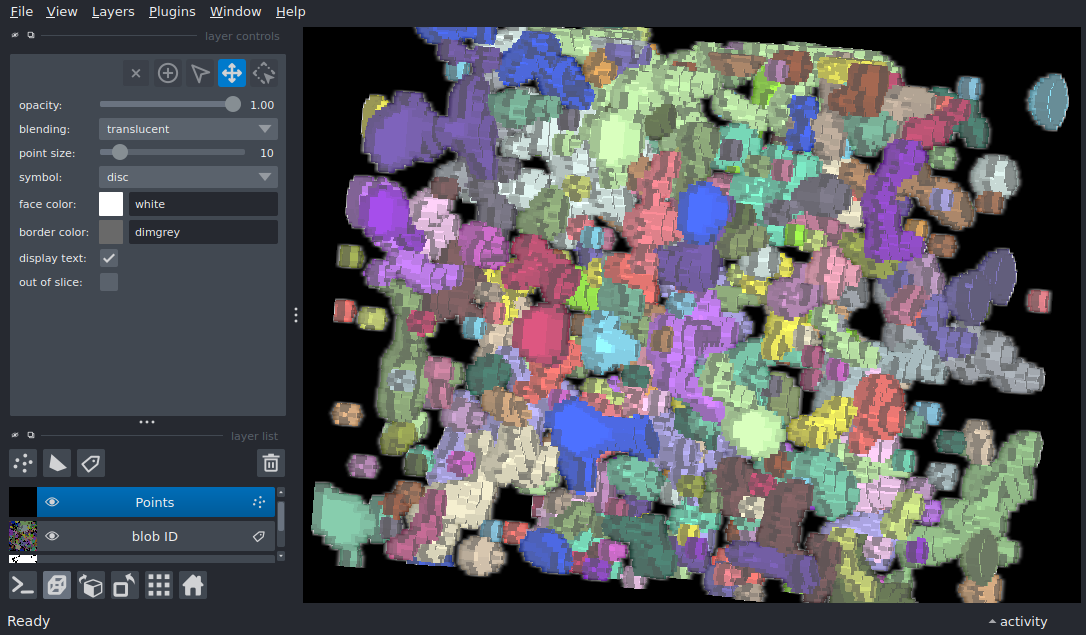 File View Layers Plugins Window Help
layer controls
opacity: 1.00
blending: translucent
point size: 10
symbol: disc
face color: white
border color: dimgrey
display text:
out of slice:
layer list
Points
blob ID
Ready
activity